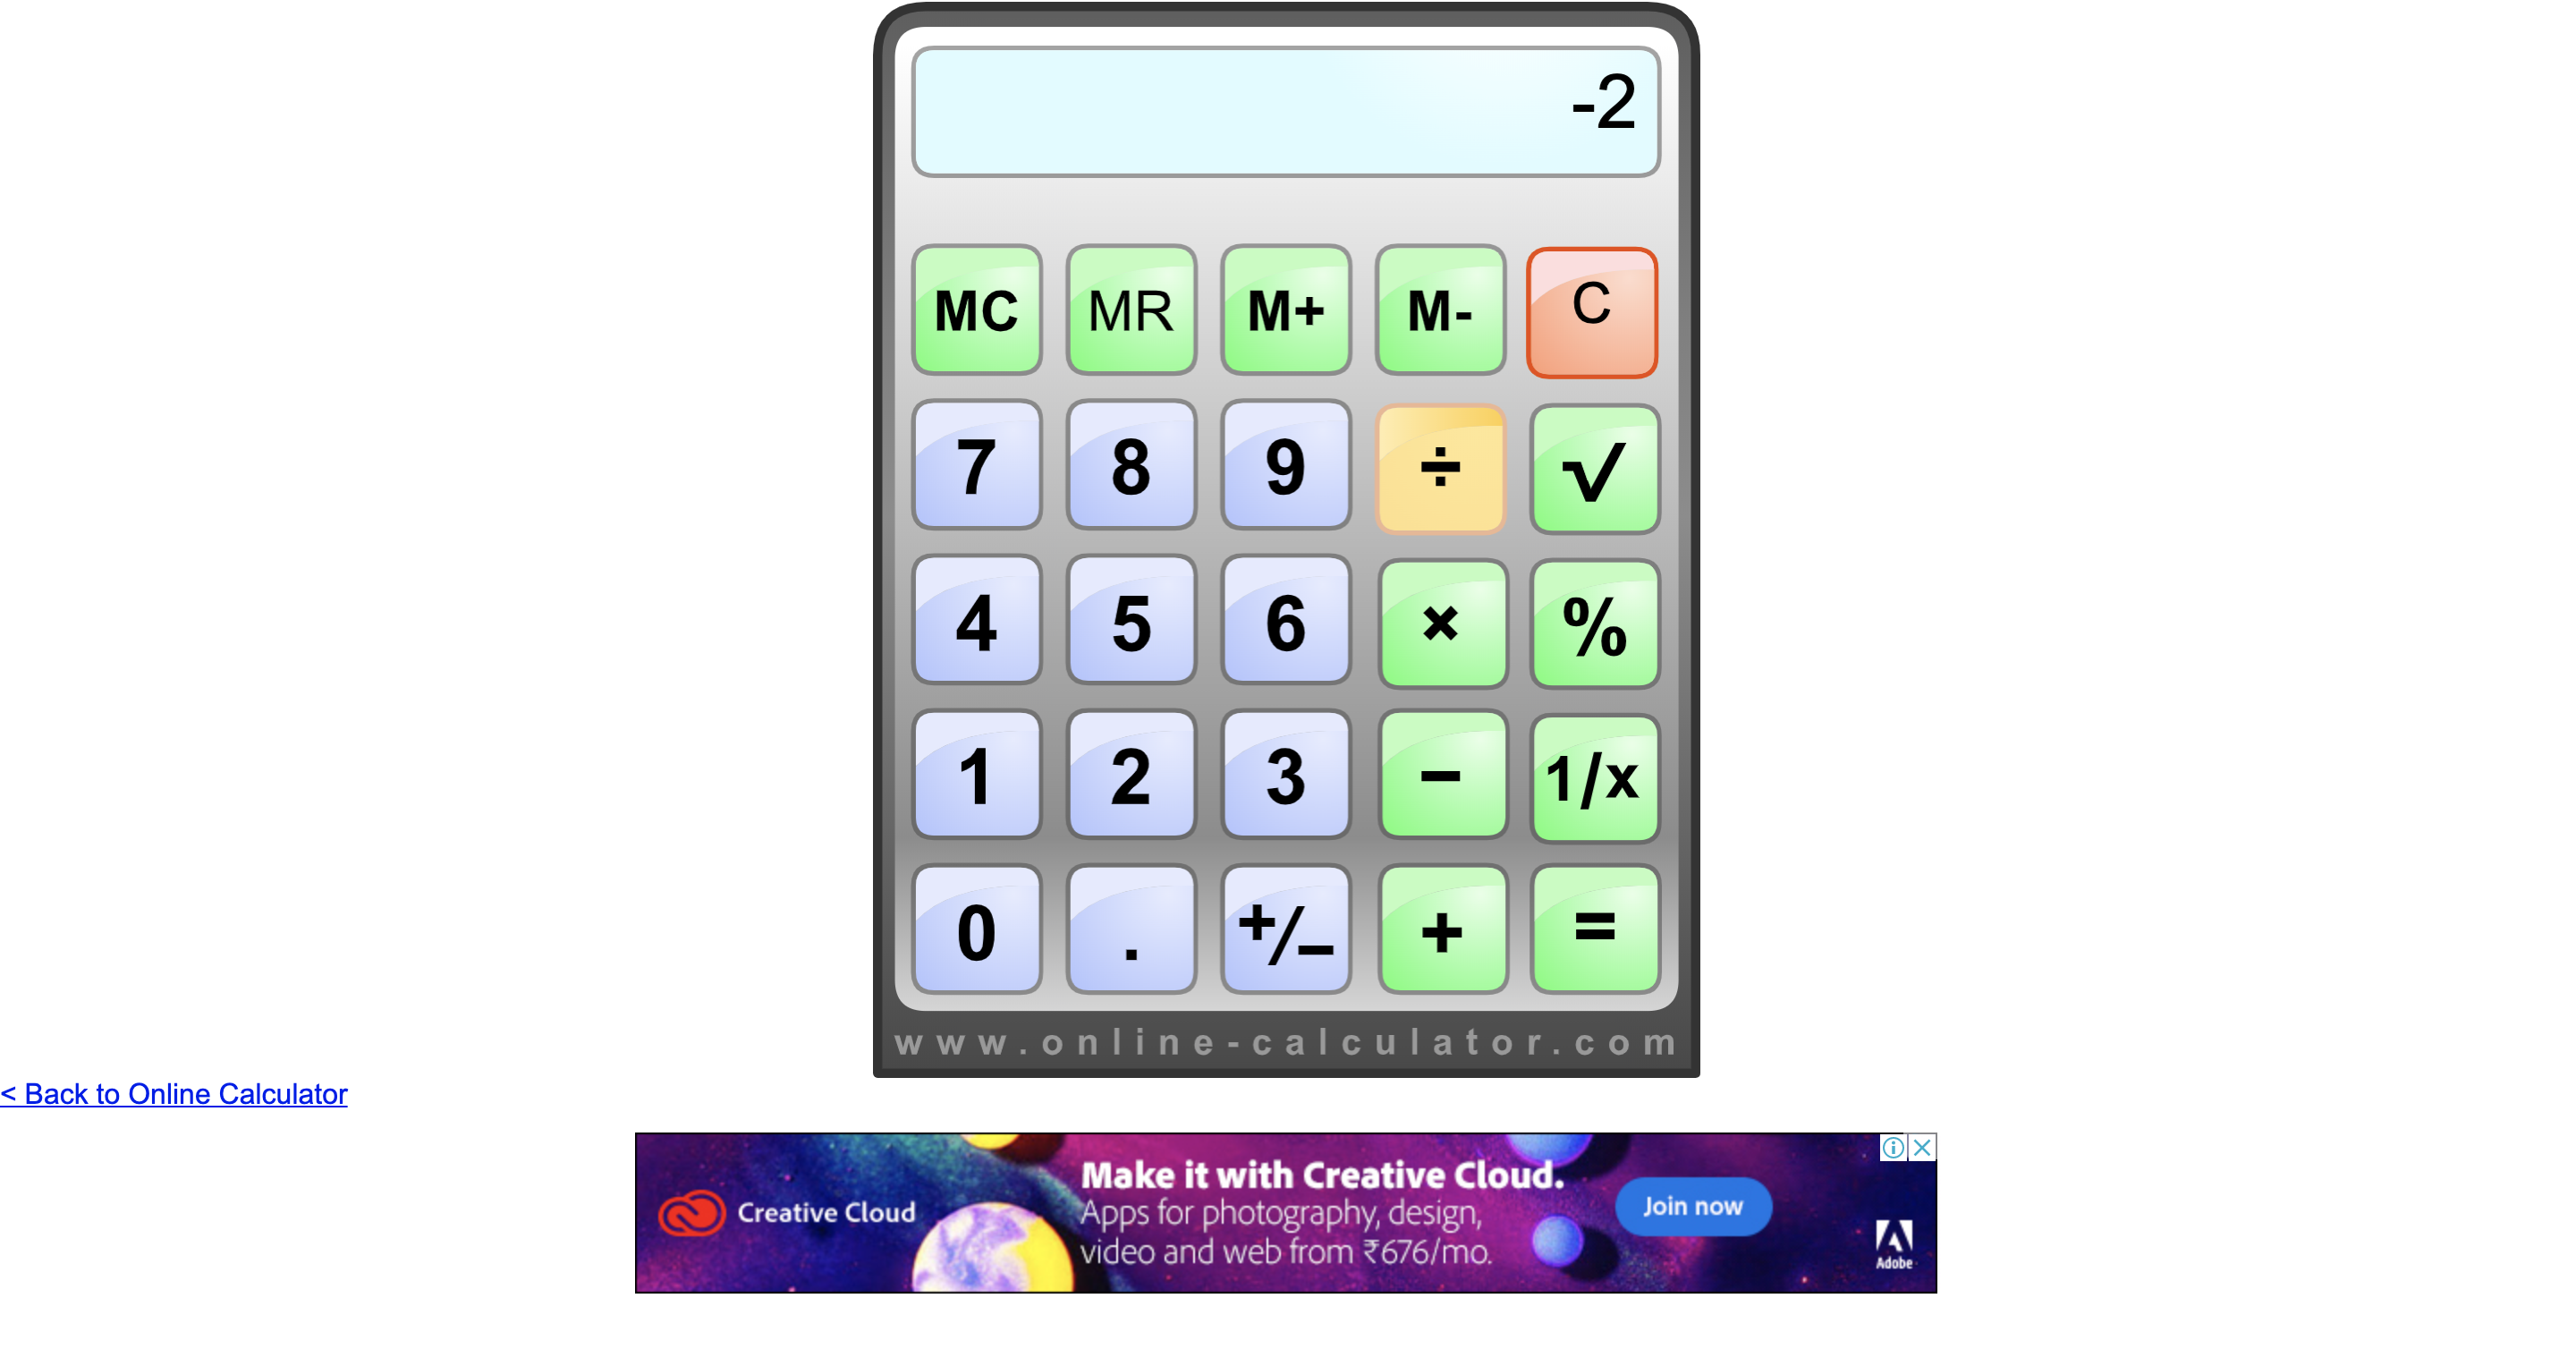 -2
MC MR M+ M- C
7 8 9 ÷ √
4 5 6 × %
1 2 3 − 1/x
0 . +/− + =
www.online-calculator.com
< Back to Online Calculator
Creative Cloud
Make it with Creative Cloud.
Apps for photography, design,
video and web from ₹676/mo.
Join now
Adobe